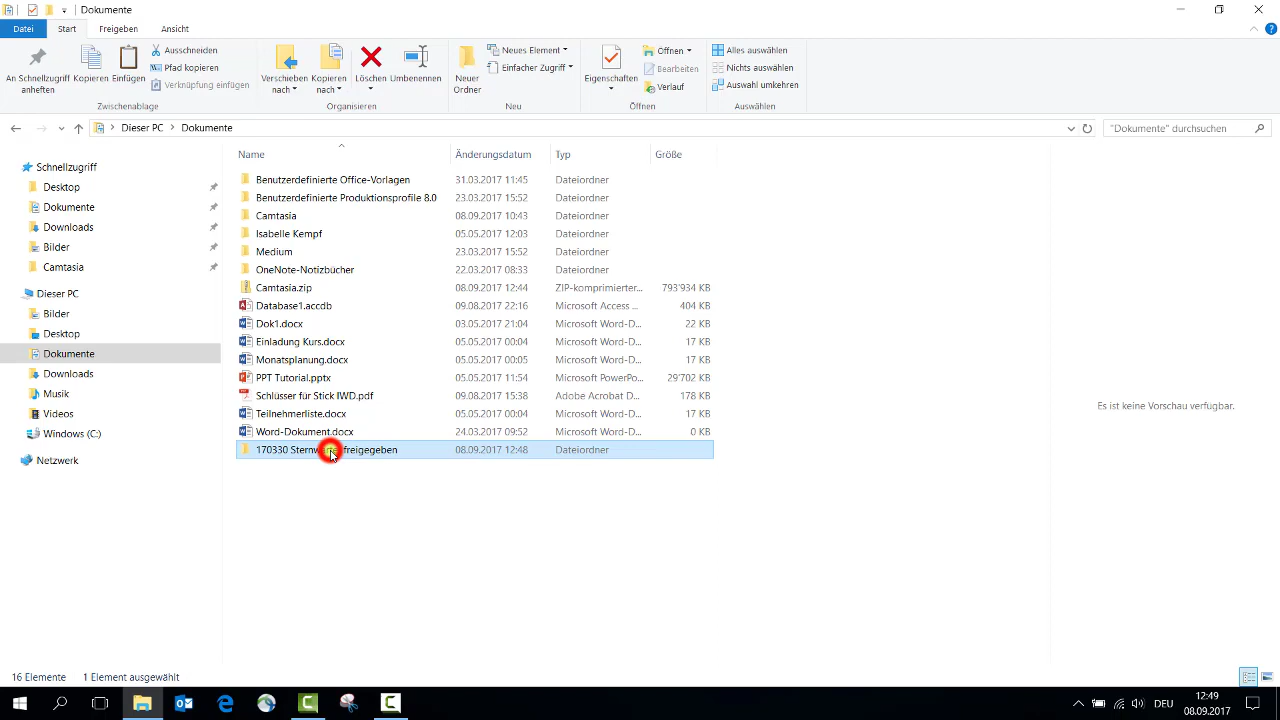 Dokumente
Datei
Start
Freigeben
Ansicht
An Schnellzugriff
anheften
Kopieren
Einfügen
Ausschneiden
Pfad kopieren
Verknüpfung einfügen
Zwischenablage
Verschieben
nach
Kopieren
nach
Löschen
Umbenennen
Organisieren
Neuer
Ordner
Neues Element
Einfacher Zugriff
Neu
Eigenschaften
Öffnen
Bearbeiten
Verlauf
Öffnen
Alles auswählen
Nichts auswählen
Auswahl umkehren
Auswählen
Dieser PC > Dokumente
"Dokumente" durchsuchen
Schnellzugriff
Desktop
Dokumente
Downloads
Bilder
Camtasia
Dieser PC
Bilder
Desktop
Dokumente
Downloads
Musik
Videos
Windows (C:)
Netzwerk
Name Änderungsdatum Typ Größe
Benutzerdefinierte Office-Vorlagen 31.03.2017 11:45 Dateiordner
Benutzerdefinierte Produktionsprofile 8.0 23.03.2017 15:52 Dateiordner
Camtasia 08.09.2017 10:43 Dateiordner
Isabelle Kempf 05.05.2017 12:03 Dateiordner
Medium 23.03.2017 15:52 Dateiordner
OneNote-Notizbücher 22.03.2017 08:33 Dateiordner
Camtasia.zip 08.09.2017 12:44 ZIP-komprimierter... 793'934 KB
Database1.accdb 09.08.2017 22:16 Microsoft Access ... 404 KB
Dok1.docx 03.05.2017 21:04 Microsoft Word-D... 22 KB
Einladung Kurs.docx 05.05.2017 00:04 Microsoft Word-D... 17 KB
Monatsplanung.docx 05.05.2017 00:05 Microsoft Word-D... 17 KB
PPT Tutorial.pptx 05.05.2017 11:54 Microsoft PowerPo... 29'702 KB
Schlüsser für Stick IWD.pdf 09.08.2017 15:38 Adobe Acrobat D... 178 KB
Teilnehmerliste.docx 05.05.2017 00:04 Microsoft Word-D... 17 KB
Word-Dokument.docx 24.03.2017 09:52 Microsoft Word-D... 0 KB
170330 freigegeben 08.09.2017 12:48 Dateiordner
Es ist keine Vorschau verfügbar.
16 Elemente 1 Element ausgewählt
DEU
12:49
08.09.2017